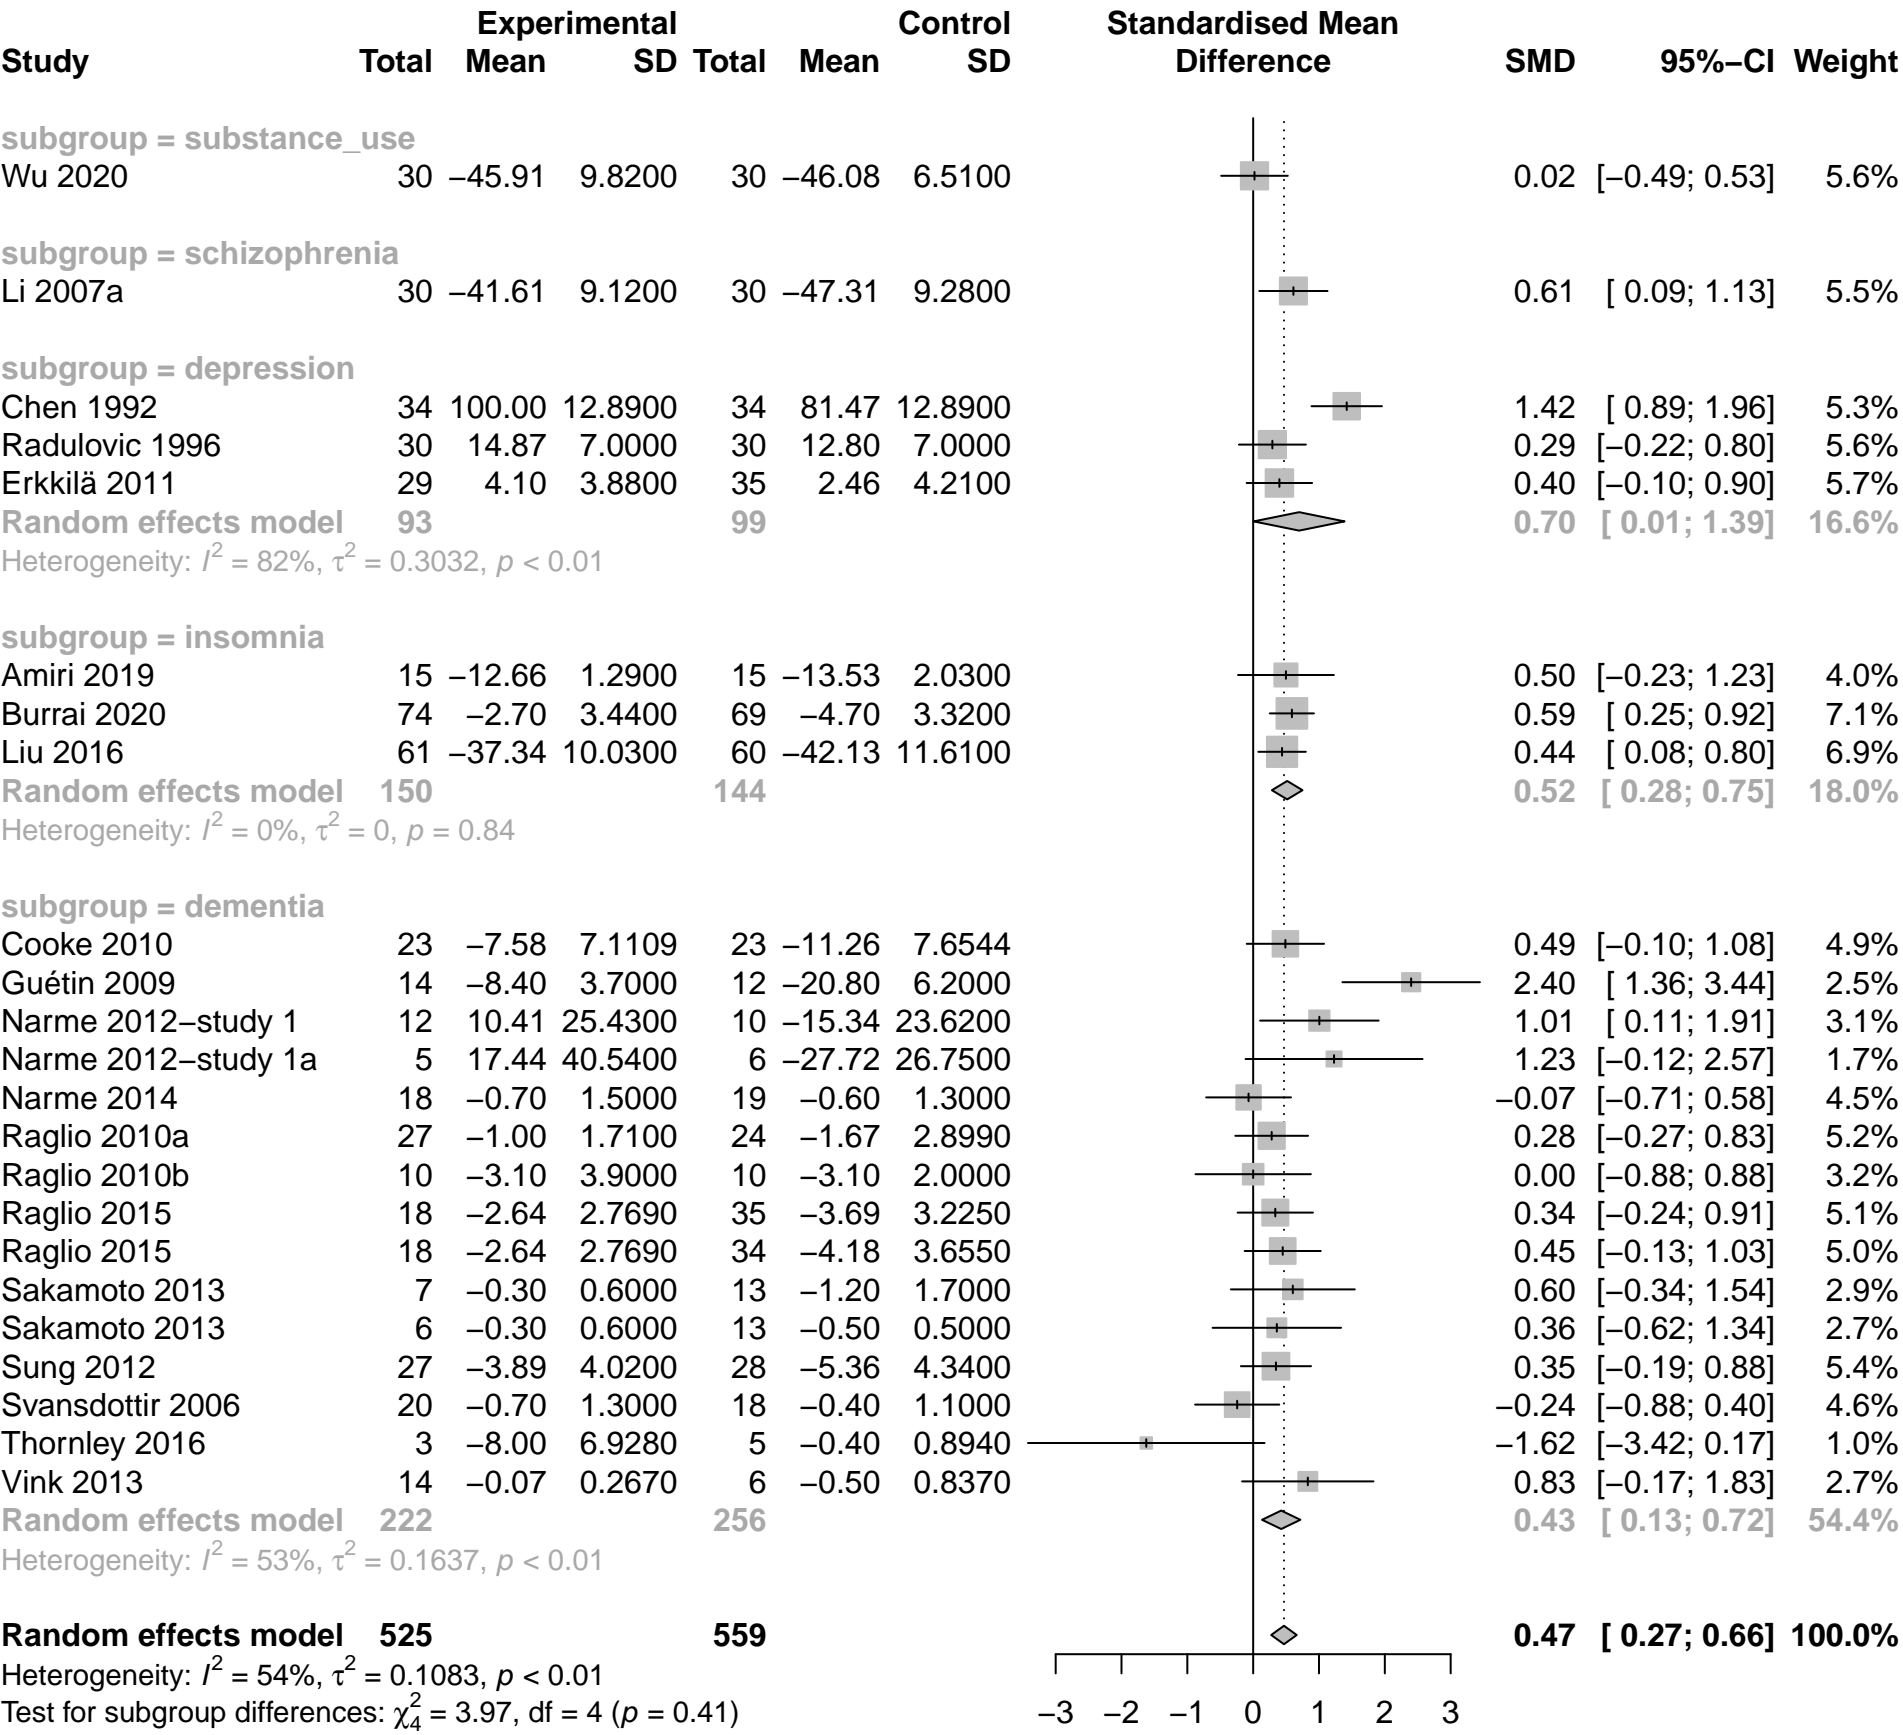 Experimental Control Standardised Mean
Study Total Mean SD Total Mean SD Difference SMD 95%−CI Weight
subgroup = substance_use
Wu 2020 30 −45.91 9.8200 30 −46.08 6.5100 0.02 [−0.49; 0.53] 5.6%
subgroup = schizophrenia
Li 2007a 30 −41.61 9.1200 30 −47.31 9.2800 0.61 [ 0.09; 1.13] 5.5%
subgroup = depression
Chen 1992 34 100.00 12.8900 34 81.47 12.8900 1.42 [ 0.89; 1.96] 5.3%
Radulovic 1996 30 14.87 7.0000 30 12.80 7.0000 0.29 [−0.22; 0.80] 5.6%
Erkkilä 2011 29 4.10 3.8800 35 2.46 4.2100 0.40 [−0.10; 0.90] 5.7%
Random effects model 93 99 0.70 [ 0.01; 1.39] 16.6%
Heterogeneity: I² = 82%, τ² = 0.3032, p < 0.01
subgroup = insomnia
Amiri 2019 15 −12.66 1.2900 15 −13.53 2.0300 0.50 [−0.23; 1.23] 4.0%
Burrai 2020 74 −2.70 3.4400 69 −4.70 3.3200 0.59 [ 0.25; 0.92] 7.1%
Liu 2016 61 −37.34 10.0300 60 −42.13 11.6100 0.44 [ 0.08; 0.80] 6.9%
Random effects model 150 144 0.52 [ 0.28; 0.75] 18.0%
Heterogeneity: I² = 0%, τ² = 0, p = 0.84
subgroup = dementia
Cooke 2010 23 −7.58 7.1109 23 −11.26 7.6544 0.49 [−0.10; 1.08] 4.9%
Guétin 2009 14 −8.40 3.7000 12 −20.80 6.2000 2.40 [ 1.36; 3.44] 2.5%
Narme 2012−study 1 12 10.41 25.4300 10 −15.34 23.6200 1.01 [ 0.11; 1.91] 3.1%
Narme 2012−study 1a 5 17.44 40.5400 6 −27.72 26.7500 1.23 [−0.12; 2.57] 1.7%
Narme 2014 18 −0.70 1.5000 19 −0.60 1.3000 −0.07 [−0.71; 0.58] 4.5%
Raglio 2010a 27 −1.00 1.7100 24 −1.67 2.8990 0.28 [−0.27; 0.83] 5.2%
Raglio 2010b 10 −3.10 3.9000 10 −3.10 2.0000 0.00 [−0.88; 0.88] 3.2%
Raglio 2015 18 −2.64 2.7690 35 −3.69 3.2250 0.34 [−0.24; 0.91] 5.1%
Raglio 2015 18 −2.64 2.7690 34 −4.18 3.6550 0.45 [−0.13; 1.03] 5.0%
Sakamoto 2013 7 −0.30 0.6000 13 −1.20 1.7000 0.60 [−0.34; 1.54] 2.9%
Sakamoto 2013 6 −0.30 0.6000 13 −0.50 0.5000 0.36 [−0.62; 1.34] 2.7%
Sung 2012 27 −3.89 4.0200 28 −5.36 4.3400 0.35 [−0.19; 0.88] 5.4%
Svansdottir 2006 20 −0.70 1.3000 18 −0.40 1.1000 −0.24 [−0.88; 0.40] 4.6%
Thornley 2016 3 −8.00 6.9280 5 −0.40 0.8940 −1.62 [−3.42; 0.17] 1.0%
Vink 2013 14 −0.07 0.2670 6 −0.50 0.8370 0.83 [−0.17; 1.83] 2.7%
Random effects model 222 256 0.43 [ 0.13; 0.72] 54.4%
Heterogeneity: I² = 53%, τ² = 0.1637, p < 0.01
Random effects model 525 559 0.47 [ 0.27; 0.66] 100.0%
Heterogeneity: I² = 54%, τ² = 0.1083, p < 0.01
Test for subgroup differences: χ²₄ = 3.97, df = 4 (p = 0.41)
−3 −2 −1 0 1 2 3